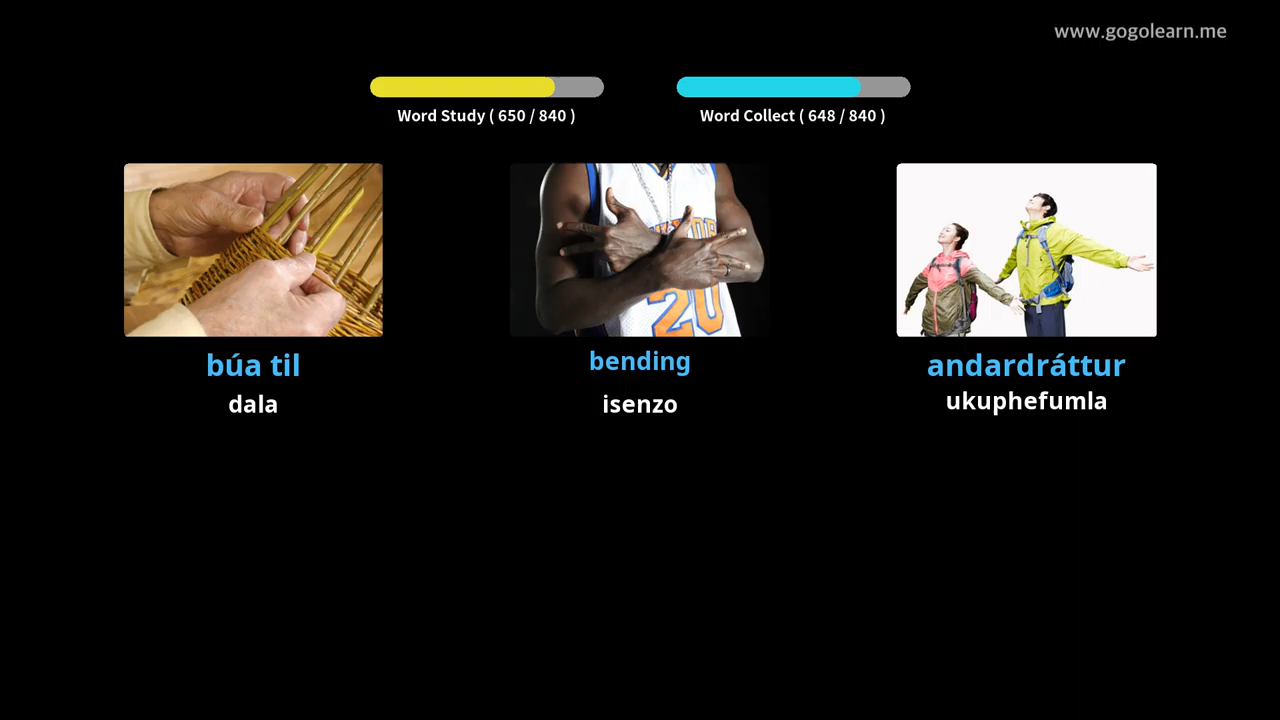 www.gogolearn.me
Word Study ( 650 / 840 )
Word Collect ( 648 / 840 )
20
búa til
bending
andardráttur
dala
isenzo
ukuphefumla